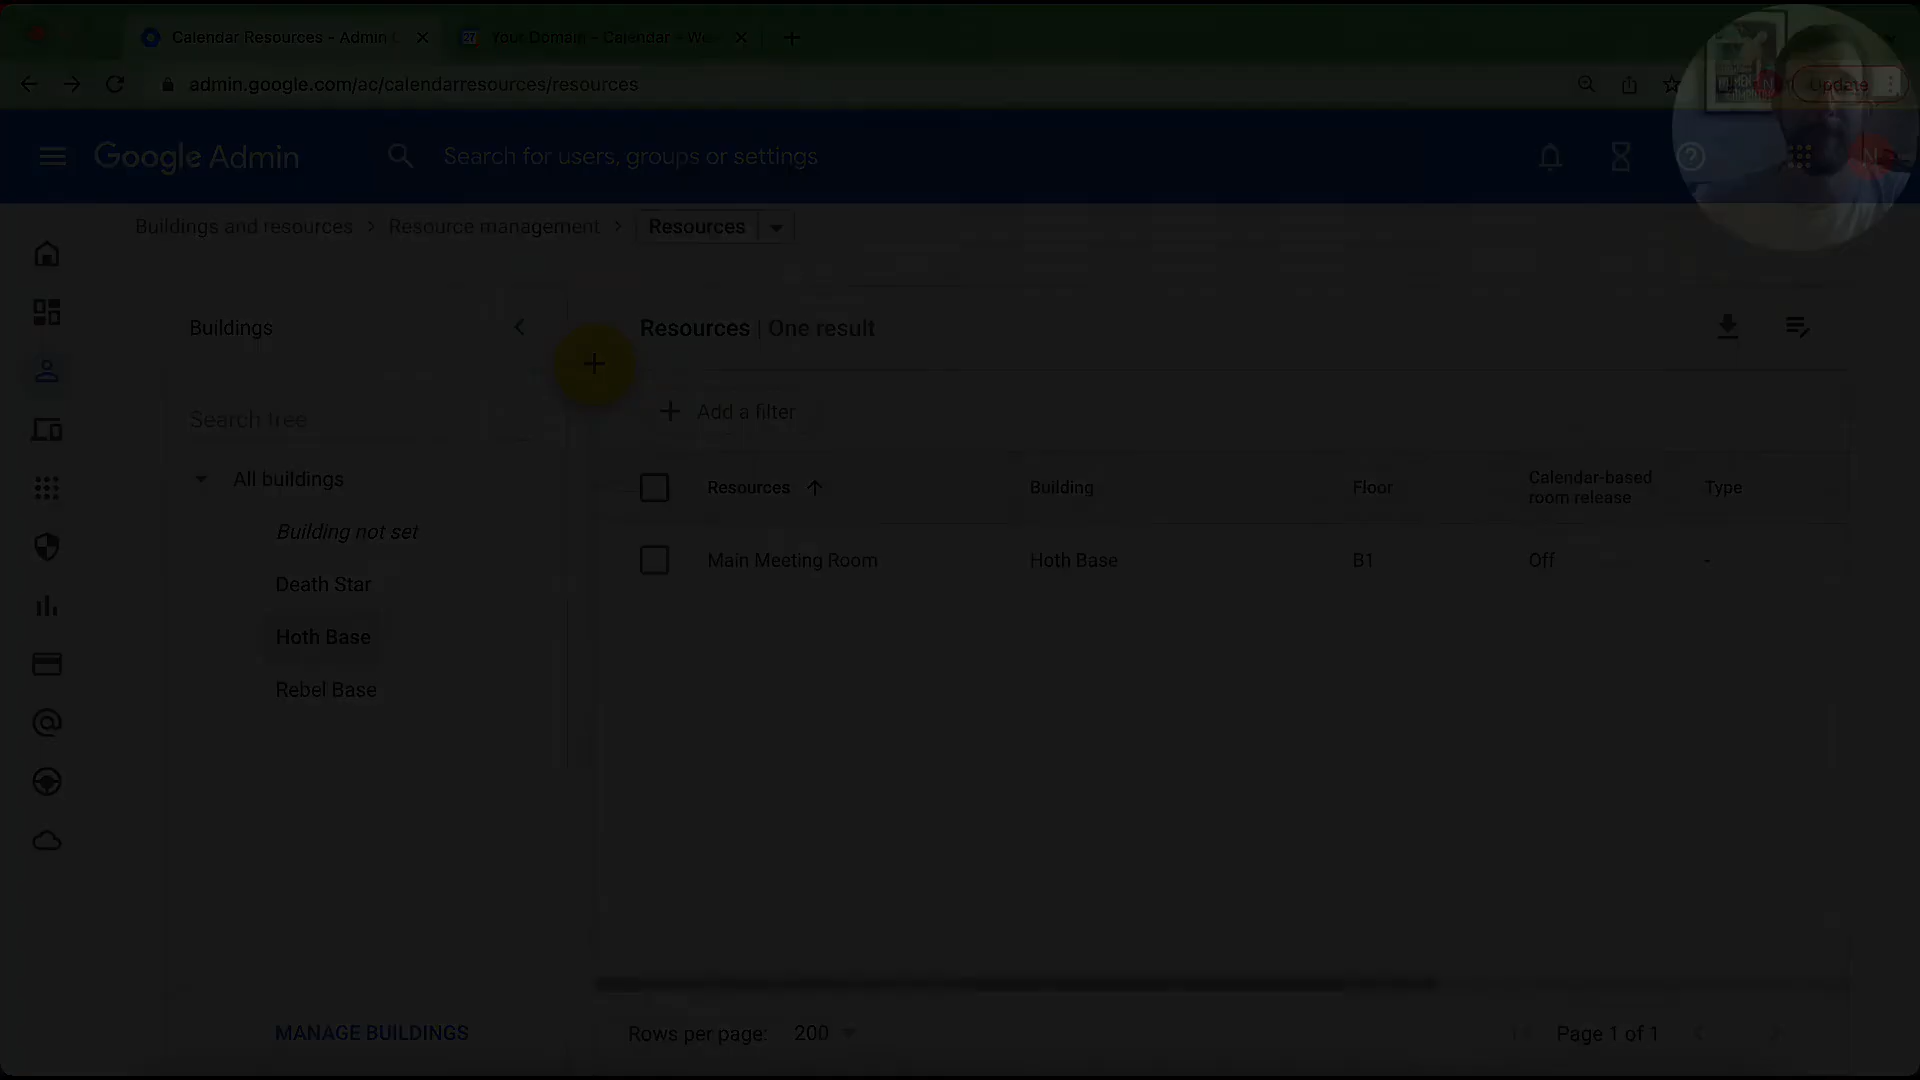 Calendar Resources - Admin
Your Domain - Calendar - We
admin.google.com/ac/calendarresources/resources
Update
Google Admin
Search for users, groups or settings
N
Buildings and resources > Resource management > Resources
Buildings
Resources | One result
Search tree
Add a filter
All buildings
Resources Building Floor Calendar-based room release Type
Building not set
Main Meeting Room Hoth Base B1 Off -
Death Star
Hoth Base
Rebel Base
MANAGE BUILDINGS
Rows per page: 200
Page 1 of 1